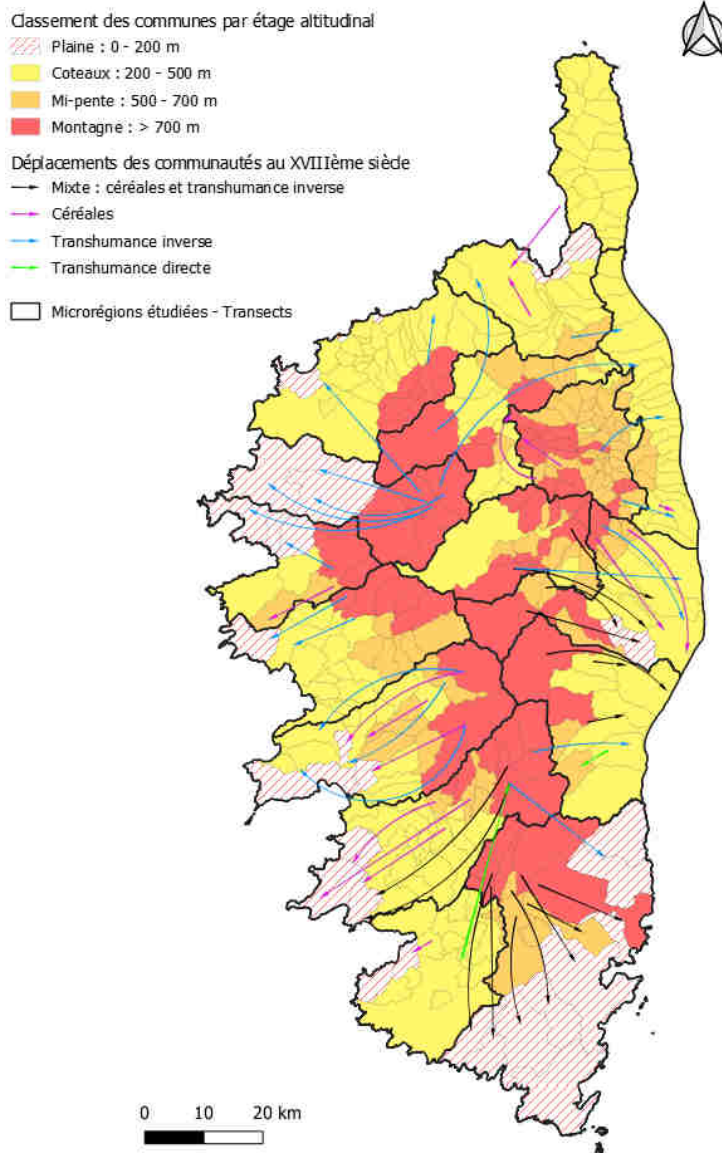 Classement des communes par étage altitudinal
Plaine : 0 - 200 m
Coteaux : 200 - 500 m
Mi-pente : 500 - 700 m
Montagne : > 700 m
Déplacements des communautés au XVIIIème siècle
Mixte : céréales et transhumance inverse
Céréales
Transhumance inverse
Transhumance directe
Microrégions étudiées - Transects
0 10 20 km